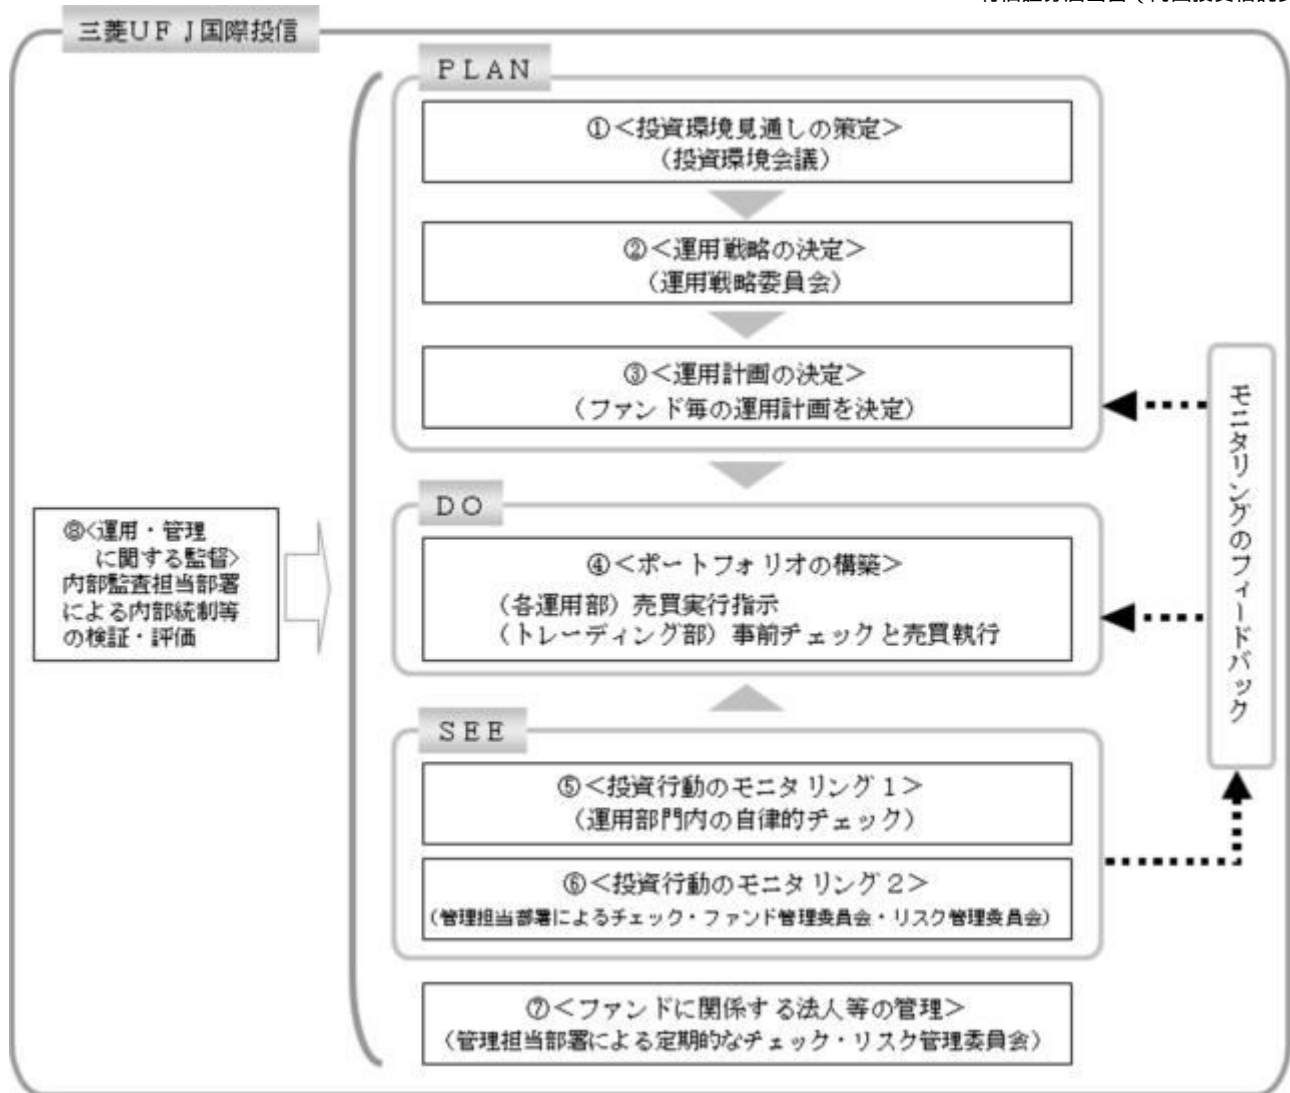 三菱UFJ国際投信
PLAN
①<投資環境見通しの策定>
(投資環境会議)
②<運用戦略の決定>
(運用戦略委員会)
③<運用計画の決定>
(ファンド毎の運用計画を決定)
DO
④<ポートフォリオの構築>
(各運用部)売買実行指示
(トレーディング部)事前チェックと売買執行
SEE
⑤<投資行動のモニタリング1>
(運用部門内の自律的チェック)
⑥<投資行動のモニタリング2>
(管理担当部署によるチェック・ファンド管理委員会・リスク管理委員会)
⑦<ファンドに関係する法人等の管理>
(管理担当部署による定期的なチェック・リスク管理委員会)
⑧<運用・管理
に関する監督>
内部監査担当部署
による内部統制等
の検証・評価
モニタリングのフィードバック